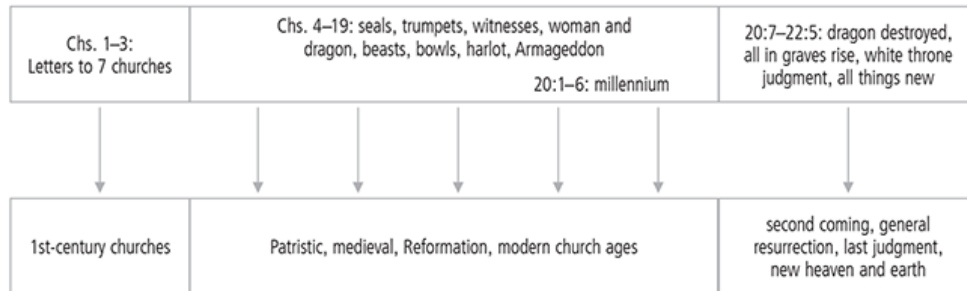 Chs. 1–3:
Letters to 7 churches
Chs. 4–19: seals, trumpets, witnesses, woman and
dragon, beasts, bowls, harlot, Armageddon
20:1–6: millennium
20:7–22:5: dragon destroyed,
all in graves rise, white throne
judgment, all things new
1st-century churches
Patristic, medieval, Reformation, modern church ages
second coming, general
resurrection, last judgment,
new heaven and earth